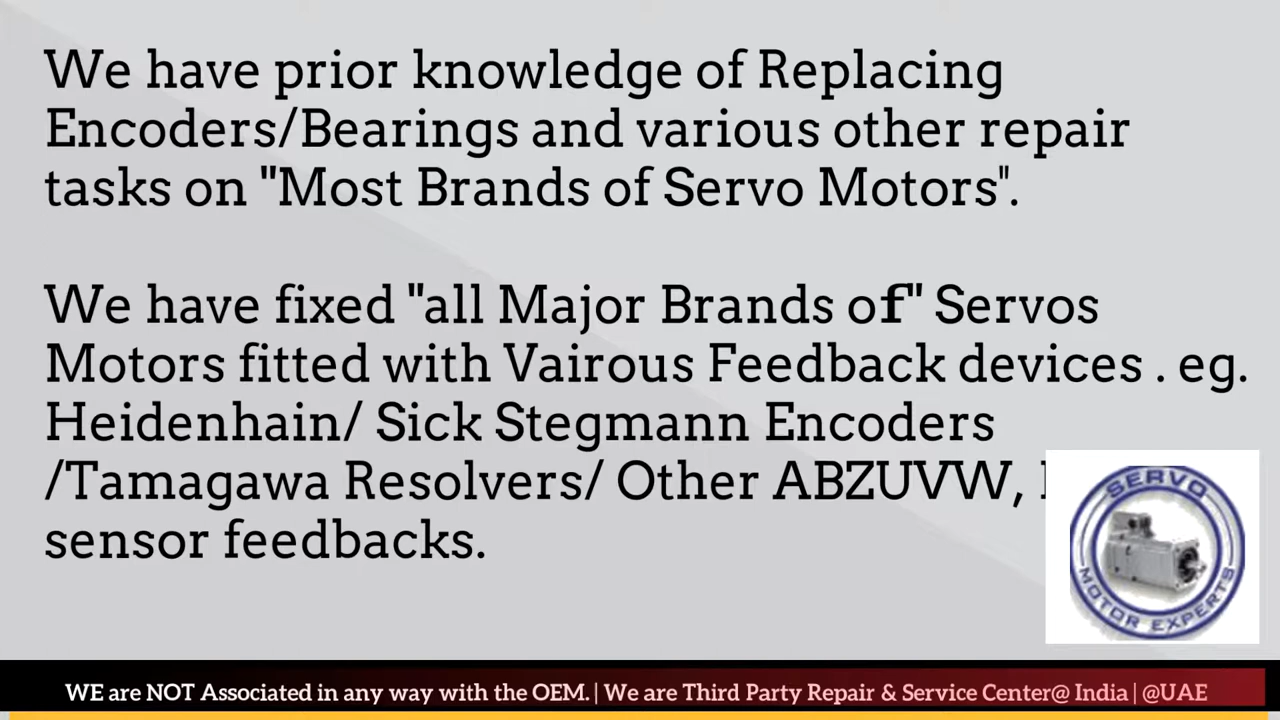 We have prior knowledge of Replacing
Encoders/Bearings and various other repair
tasks on "Most Brands of Servo Motors".
We have fixed "all Major Brands of" Servos
Motors fitted with Vairous Feedback devices . eg.
Heidenhain/ Sick Stegmann Encoders
/Tamagawa Resolvers/ Other ABZUVW,
sensor feedbacks.
SERVO
MOTOR EXPERTS
WE are NOT Associated in any way with the OEM. | We are Third Party Repair & Service Center@ India | @UAE